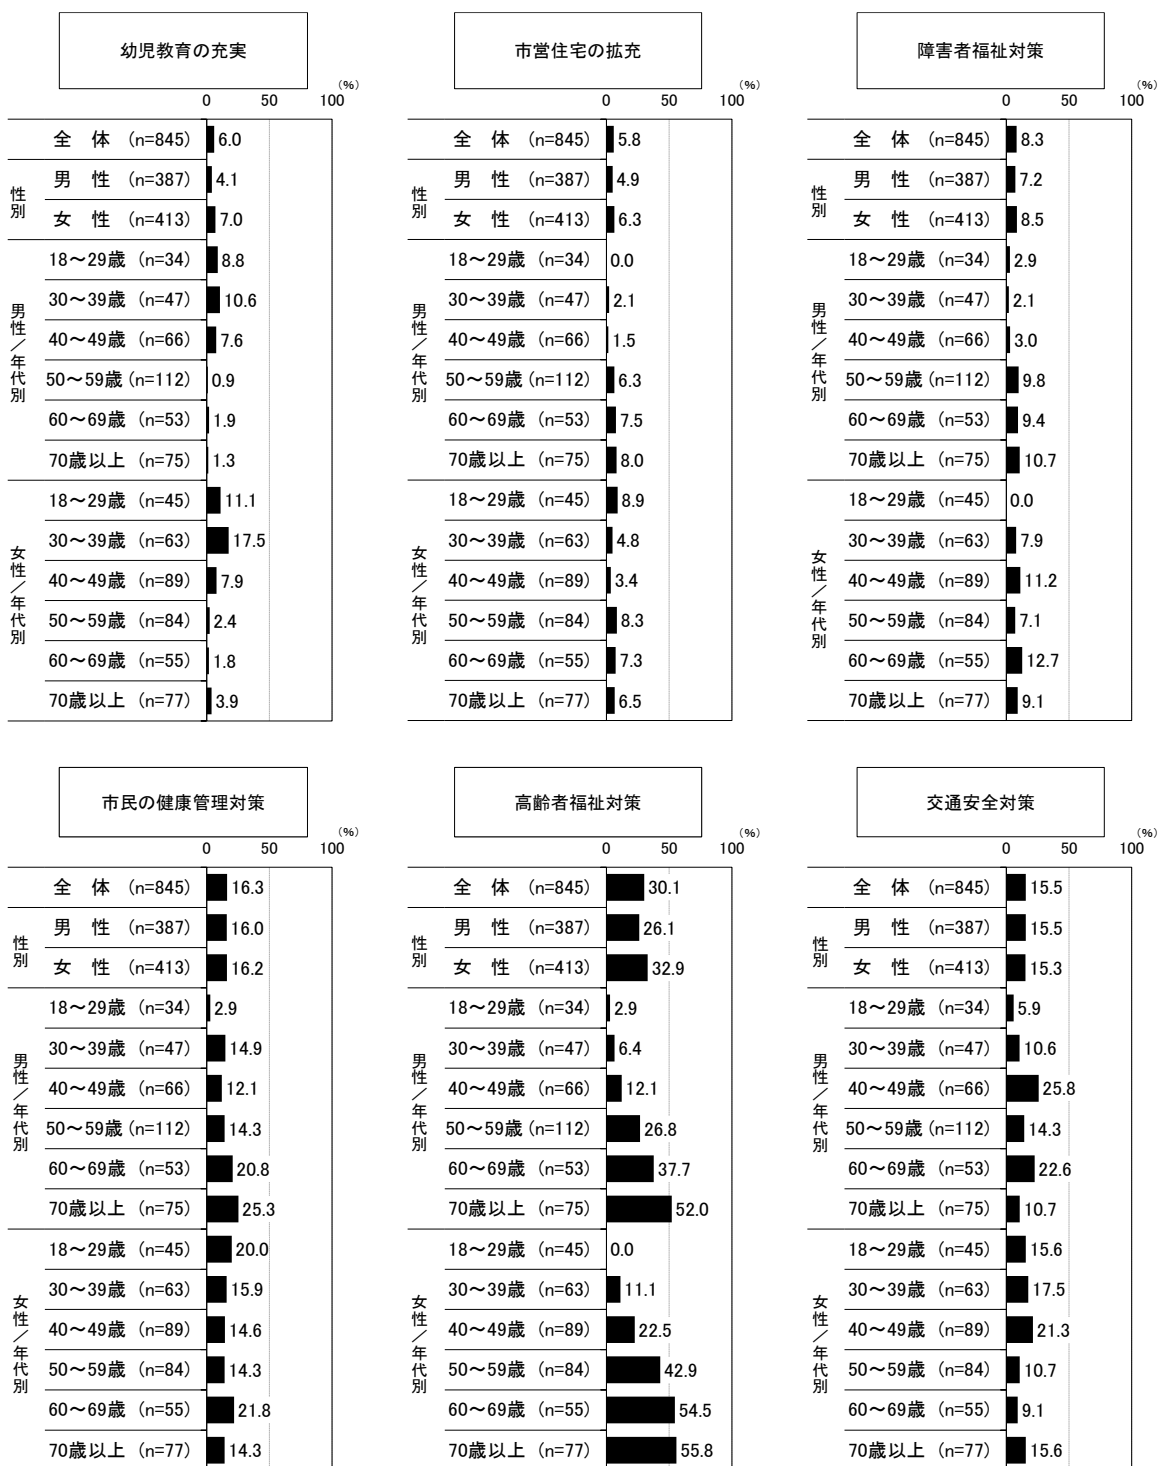 幼児教育の充実
(%)
0 50 100
全 体 (n=845) 6.0
性別
男 性 (n=387) 4.1
女 性 (n=413) 7.0
男性/年代別
18～29歳 (n=34) 8.8
30～39歳 (n=47) 10.6
40～49歳 (n=66) 7.6
50～59歳 (n=112) 0.9
60～69歳 (n=53) 1.9
70歳以上 (n=75) 1.3
女性/年代別
18～29歳 (n=45) 11.1
30～39歳 (n=63) 17.5
40～49歳 (n=89) 7.9
50～59歳 (n=84) 2.4
60～69歳 (n=55) 1.8
70歳以上 (n=77) 3.9
市営住宅の拡充
(%)
0 50 100
全 体 (n=845) 5.8
性別
男 性 (n=387) 4.9
女 性 (n=413) 6.3
男性/年代別
18～29歳 (n=34) 0.0
30～39歳 (n=47) 2.1
40～49歳 (n=66) 1.5
50～59歳 (n=112) 6.3
60～69歳 (n=53) 7.5
70歳以上 (n=75) 8.0
女性/年代別
18～29歳 (n=45) 8.9
30～39歳 (n=63) 4.8
40～49歳 (n=89) 3.4
50～59歳 (n=84) 8.3
60～69歳 (n=55) 7.3
70歳以上 (n=77) 6.5
障害者福祉対策
(%)
0 50 100
全 体 (n=845) 8.3
性別
男 性 (n=387) 7.2
女 性 (n=413) 8.5
男性/年代別
18～29歳 (n=34) 2.9
30～39歳 (n=47) 2.1
40～49歳 (n=66) 3.0
50～59歳 (n=112) 9.8
60～69歳 (n=53) 9.4
70歳以上 (n=75) 10.7
女性/年代別
18～29歳 (n=45) 0.0
30～39歳 (n=63) 7.9
40～49歳 (n=89) 11.2
50～59歳 (n=84) 7.1
60～69歳 (n=55) 12.7
70歳以上 (n=77) 9.1
市民の健康管理対策
(%)
0 50 100
全 体 (n=845) 16.3
性別
男 性 (n=387) 16.0
女 性 (n=413) 16.2
男性/年代別
18～29歳 (n=34) 2.9
30～39歳 (n=47) 14.9
40～49歳 (n=66) 12.1
50～59歳 (n=112) 14.3
60～69歳 (n=53) 20.8
70歳以上 (n=75) 25.3
女性/年代別
18～29歳 (n=45) 20.0
30～39歳 (n=63) 15.9
40～49歳 (n=89) 14.6
50～59歳 (n=84) 14.3
60～69歳 (n=55) 21.8
70歳以上 (n=77) 14.3
高齢者福祉対策
(%)
0 50 100
全 体 (n=845) 30.1
性別
男 性 (n=387) 26.1
女 性 (n=413) 32.9
男性/年代別
18～29歳 (n=34) 2.9
30～39歳 (n=47) 6.4
40～49歳 (n=66) 12.1
50～59歳 (n=112) 26.8
60～69歳 (n=53) 37.7
70歳以上 (n=75) 52.0
女性/年代別
18～29歳 (n=45) 0.0
30～39歳 (n=63) 11.1
40～49歳 (n=89) 22.5
50～59歳 (n=84) 42.9
60～69歳 (n=55) 54.5
70歳以上 (n=77) 55.8
交通安全対策
(%)
0 50 100
全 体 (n=845) 15.5
性別
男 性 (n=387) 15.5
女 性 (n=413) 15.3
男性/年代別
18～29歳 (n=34) 5.9
30～39歳 (n=47) 10.6
40～49歳 (n=66) 25.8
50～59歳 (n=112) 14.3
60～69歳 (n=53) 22.6
70歳以上 (n=75) 10.7
女性/年代別
18～29歳 (n=45) 15.6
30～39歳 (n=63) 17.5
40～49歳 (n=89) 21.3
50～59歳 (n=84) 10.7
60～69歳 (n=55) 9.1
70歳以上 (n=77) 15.6